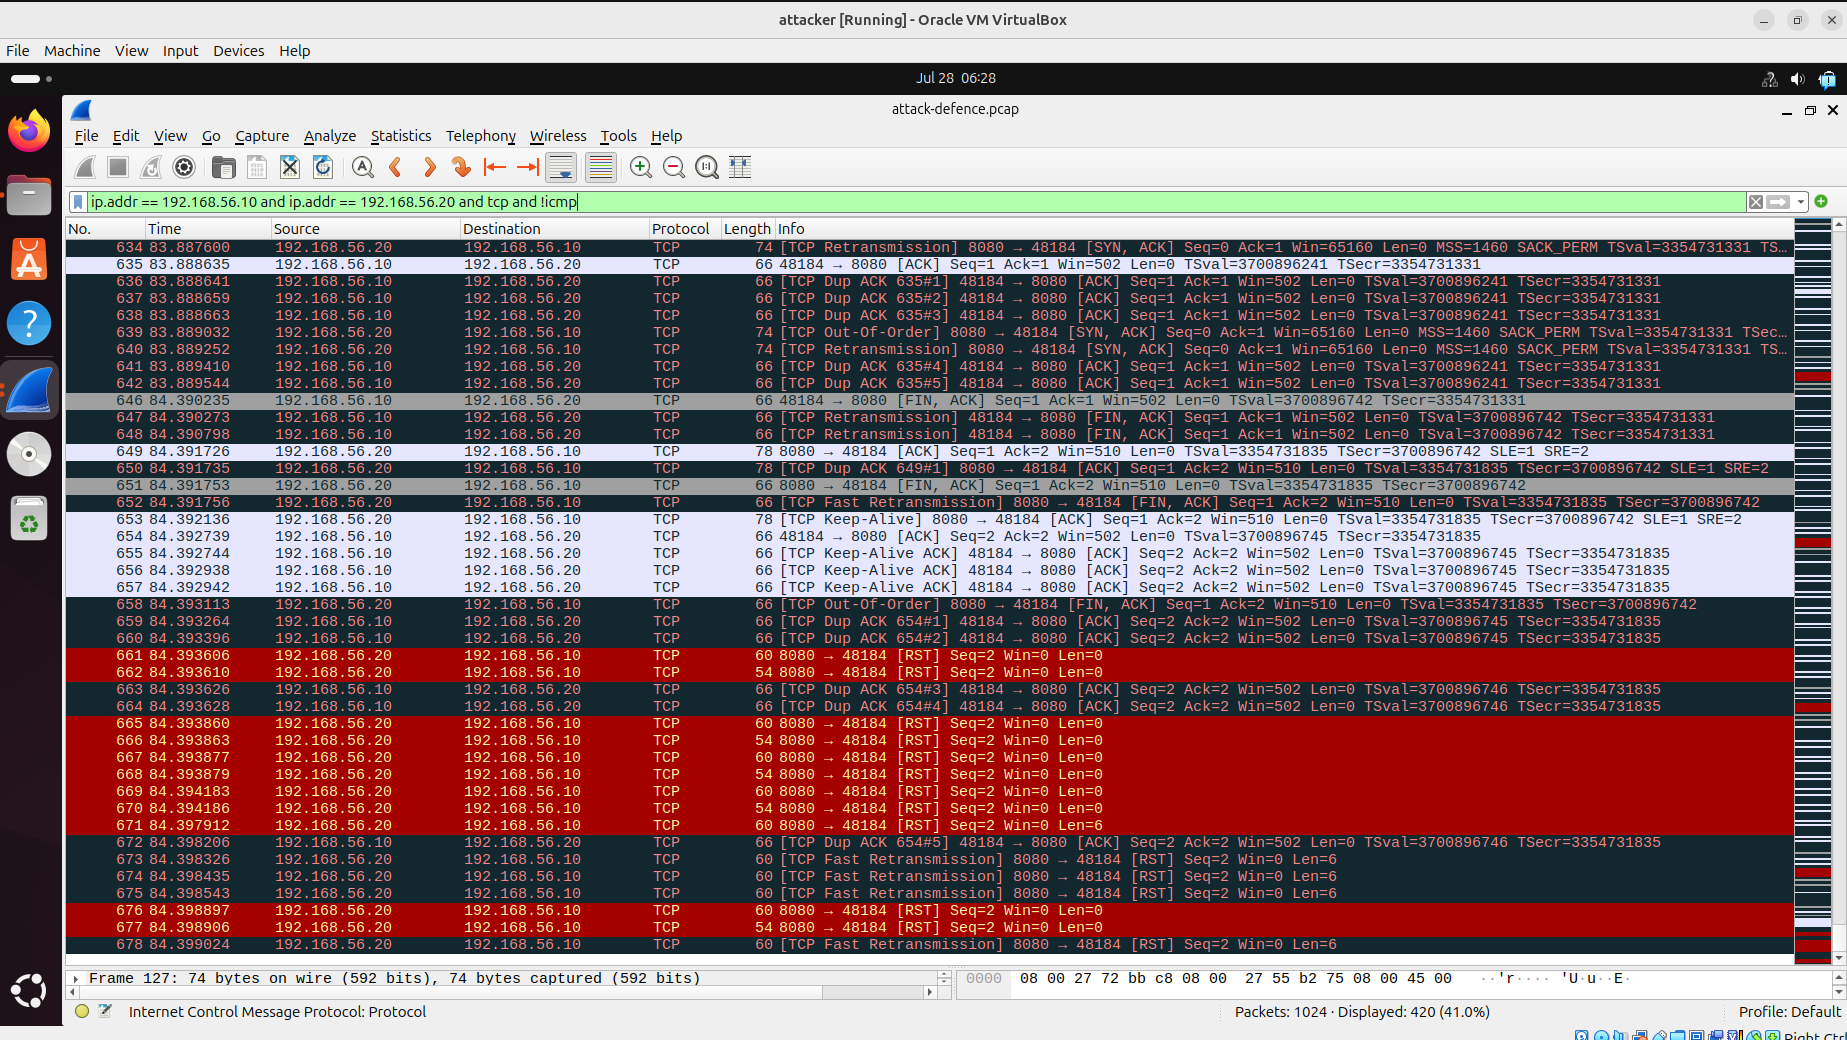 attacker [Running] - Oracle VM VirtualBox
File Machine View Input Devices Help
Jul 28 06:28
attack-defence.pcap
File Edit View Go Capture Analyze Statistics Telephony Wireless Tools Help
ip.addr == 192.168.56.10 and ip.addr == 192.168.56.20 and tcp and !icmp
No. Time Source Destination Protocol Length Info
634 83.887600 192.168.56.20 192.168.56.10 TCP 74 [TCP Retransmission] 8080 → 48184 [SYN, ACK] Seq=0 Ack=1 Win=65160 Len=0 MSS=1460 SACK_PERM TSval=3354731331 TS…
635 83.888635 192.168.56.10 192.168.56.20 TCP 66 48184 → 8080 [ACK] Seq=1 Ack=1 Win=502 Len=0 TSval=3700896241 TSecr=3354731331
636 83.888641 192.168.56.10 192.168.56.20 TCP 66 [TCP Dup ACK 635#1] 48184 → 8080 [ACK] Seq=1 Ack=1 Win=502 Len=0 TSval=3700896241 TSecr=3354731331
637 83.888659 192.168.56.10 192.168.56.20 TCP 66 [TCP Dup ACK 635#2] 48184 → 8080 [ACK] Seq=1 Ack=1 Win=502 Len=0 TSval=3700896241 TSecr=3354731331
638 83.888663 192.168.56.10 192.168.56.20 TCP 66 [TCP Dup ACK 635#3] 48184 → 8080 [ACK] Seq=1 Ack=1 Win=502 Len=0 TSval=3700896241 TSecr=3354731331
639 83.889032 192.168.56.20 192.168.56.10 TCP 74 [TCP Out-Of-Order] 8080 → 48184 [SYN, ACK] Seq=0 Ack=1 Win=65160 Len=0 MSS=1460 SACK_PERM TSval=3354731331 TSec…
640 83.889252 192.168.56.20 192.168.56.10 TCP 74 [TCP Retransmission] 8080 → 48184 [SYN, ACK] Seq=0 Ack=1 Win=65160 Len=0 MSS=1460 SACK_PERM TSval=3354731331 TS…
641 83.889410 192.168.56.10 192.168.56.20 TCP 66 [TCP Dup ACK 635#4] 48184 → 8080 [ACK] Seq=1 Ack=1 Win=502 Len=0 TSval=3700896241 TSecr=3354731331
642 83.889544 192.168.56.10 192.168.56.20 TCP 66 [TCP Dup ACK 635#5] 48184 → 8080 [ACK] Seq=1 Ack=1 Win=502 Len=0 TSval=3700896241 TSecr=3354731331
646 84.390235 192.168.56.10 192.168.56.20 TCP 66 48184 → 8080 [FIN, ACK] Seq=1 Ack=1 Win=502 Len=0 TSval=3700896742 TSecr=3354731331
647 84.390273 192.168.56.10 192.168.56.20 TCP 66 [TCP Retransmission] 48184 → 8080 [FIN, ACK] Seq=1 Ack=1 Win=502 Len=0 TSval=3700896742 TSecr=3354731331
648 84.390798 192.168.56.10 192.168.56.20 TCP 66 [TCP Retransmission] 48184 → 8080 [FIN, ACK] Seq=1 Ack=1 Win=502 Len=0 TSval=3700896742 TSecr=3354731331
649 84.391726 192.168.56.20 192.168.56.10 TCP 78 8080 → 48184 [ACK] Seq=1 Ack=2 Win=510 Len=0 TSval=3354731835 TSecr=3700896742 SLE=1 SRE=2
650 84.391735 192.168.56.20 192.168.56.10 TCP 78 [TCP Dup ACK 649#1] 8080 → 48184 [ACK] Seq=1 Ack=2 Win=510 Len=0 TSval=3354731835 TSecr=3700896742 SLE=1 SRE=2
651 84.391753 192.168.56.20 192.168.56.10 TCP 66 8080 → 48184 [FIN, ACK] Seq=1 Ack=2 Win=510 Len=0 TSval=3354731835 TSecr=3700896742
652 84.391756 192.168.56.20 192.168.56.10 TCP 66 [TCP Fast Retransmission] 8080 → 48184 [FIN, ACK] Seq=1 Ack=2 Win=510 Len=0 TSval=3354731835 TSecr=3700896742
653 84.392136 192.168.56.20 192.168.56.10 TCP 78 [TCP Keep-Alive] 8080 → 48184 [ACK] Seq=1 Ack=2 Win=510 Len=0 TSval=3354731835 TSecr=3700896742 SLE=1 SRE=2
654 84.392739 192.168.56.10 192.168.56.20 TCP 66 48184 → 8080 [ACK] Seq=2 Ack=2 Win=502 Len=0 TSval=3700896745 TSecr=3354731835
655 84.392744 192.168.56.10 192.168.56.20 TCP 66 [TCP Keep-Alive ACK] 48184 → 8080 [ACK] Seq=2 Ack=2 Win=502 Len=0 TSval=3700896745 TSecr=3354731835
656 84.392938 192.168.56.10 192.168.56.20 TCP 66 [TCP Keep-Alive ACK] 48184 → 8080 [ACK] Seq=2 Ack=2 Win=502 Len=0 TSval=3700896745 TSecr=3354731835
657 84.392942 192.168.56.10 192.168.56.20 TCP 66 [TCP Keep-Alive ACK] 48184 → 8080 [ACK] Seq=2 Ack=2 Win=502 Len=0 TSval=3700896745 TSecr=3354731835
658 84.393113 192.168.56.20 192.168.56.10 TCP 66 [TCP Out-Of-Order] 8080 → 48184 [FIN, ACK] Seq=1 Ack=2 Win=510 Len=0 TSval=3354731835 TSecr=3700896742
659 84.393264 192.168.56.10 192.168.56.20 TCP 66 [TCP Dup ACK 654#1] 48184 → 8080 [ACK] Seq=2 Ack=2 Win=502 Len=0 TSval=3700896745 TSecr=3354731835
660 84.393396 192.168.56.10 192.168.56.20 TCP 66 [TCP Dup ACK 654#2] 48184 → 8080 [ACK] Seq=2 Ack=2 Win=502 Len=0 TSval=3700896745 TSecr=3354731835
661 84.393606 192.168.56.20 192.168.56.10 TCP 60 8080 → 48184 [RST] Seq=2 Win=0 Len=0
662 84.393610 192.168.56.20 192.168.56.10 TCP 54 8080 → 48184 [RST] Seq=2 Win=0 Len=0
663 84.393626 192.168.56.10 192.168.56.20 TCP 66 [TCP Dup ACK 654#3] 48184 → 8080 [ACK] Seq=2 Ack=2 Win=502 Len=0 TSval=3700896746 TSecr=3354731835
664 84.393628 192.168.56.10 192.168.56.20 TCP 66 [TCP Dup ACK 654#4] 48184 → 8080 [ACK] Seq=2 Ack=2 Win=502 Len=0 TSval=3700896746 TSecr=3354731835
665 84.393860 192.168.56.20 192.168.56.10 TCP 60 8080 → 48184 [RST] Seq=2 Win=0 Len=0
666 84.393863 192.168.56.20 192.168.56.10 TCP 54 8080 → 48184 [RST] Seq=2 Win=0 Len=0
667 84.393877 192.168.56.20 192.168.56.10 TCP 60 8080 → 48184 [RST] Seq=2 Win=0 Len=0
668 84.393879 192.168.56.20 192.168.56.10 TCP 54 8080 → 48184 [RST] Seq=2 Win=0 Len=0
669 84.394183 192.168.56.20 192.168.56.10 TCP 60 8080 → 48184 [RST] Seq=2 Win=0 Len=0
670 84.394186 192.168.56.20 192.168.56.10 TCP 54 8080 → 48184 [RST] Seq=2 Win=0 Len=0
671 84.397912 192.168.56.20 192.168.56.10 TCP 60 8080 → 48184 [RST] Seq=2 Win=0 Len=6
672 84.398206 192.168.56.10 192.168.56.20 TCP 66 [TCP Dup ACK 654#5] 48184 → 8080 [ACK] Seq=2 Ack=2 Win=502 Len=0 TSval=3700896746 TSecr=3354731835
673 84.398326 192.168.56.20 192.168.56.10 TCP 60 [TCP Fast Retransmission] 8080 → 48184 [RST] Seq=2 Win=0 Len=6
674 84.398435 192.168.56.20 192.168.56.10 TCP 60 [TCP Fast Retransmission] 8080 → 48184 [RST] Seq=2 Win=0 Len=6
675 84.398543 192.168.56.20 192.168.56.10 TCP 60 [TCP Fast Retransmission] 8080 → 48184 [RST] Seq=2 Win=0 Len=6
676 84.398897 192.168.56.20 192.168.56.10 TCP 60 8080 → 48184 [RST] Seq=2 Win=0 Len=0
677 84.398906 192.168.56.20 192.168.56.10 TCP 54 8080 → 48184 [RST] Seq=2 Win=0 Len=0
678 84.399024 192.168.56.20 192.168.56.10 TCP 60 [TCP Fast Retransmission] 8080 → 48184 [RST] Seq=2 Win=0 Len=6
Frame 127: 74 bytes on wire (592 bits), 74 bytes captured (592 bits)
0000 08 00 27 72 bb c8 08 00 27 55 b2 75 08 00 45 00 ··'r···· 'U·u··E·
Internet Control Message Protocol: Protocol
Packets: 1024 · Displayed: 420 (41.0%)
Profile: Default
Right Ctrl